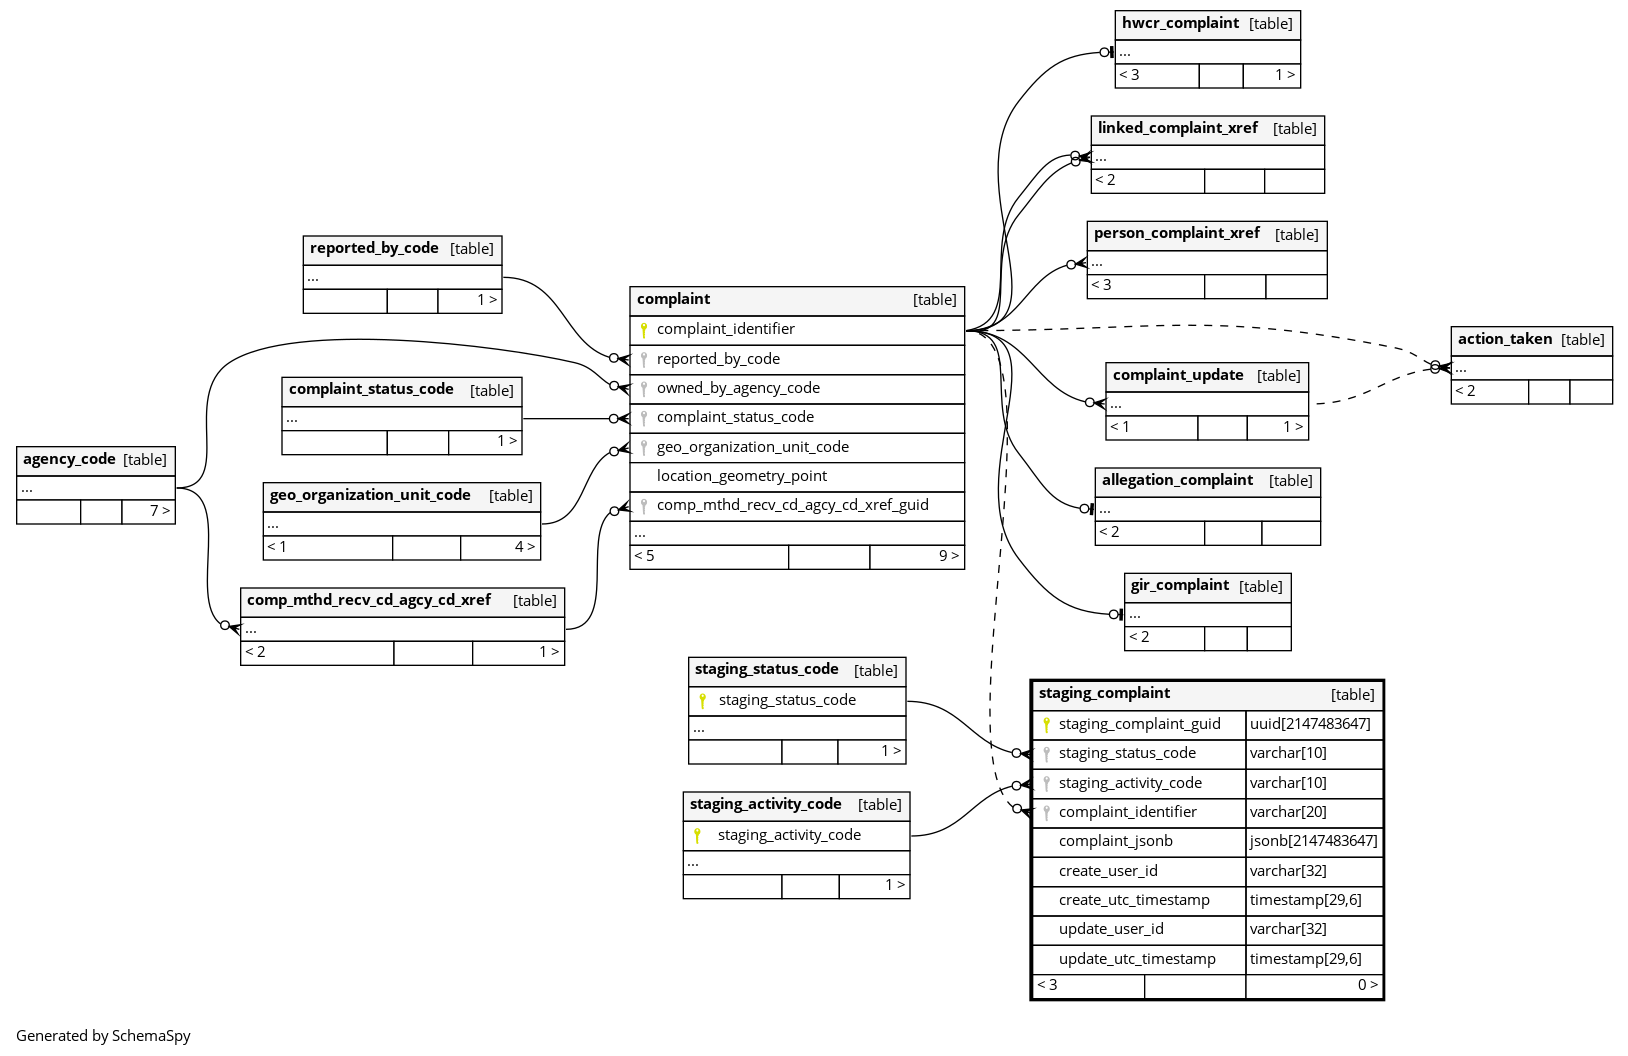 hwcr_complaint [table]
...
< 3 1 >
linked_complaint_xref [table]
...
< 2
person_complaint_xref [table]
...
< 3
reported_by_code [table]
...
1 >
complaint [table]
complaint_identifier
reported_by_code
owned_by_agency_code
complaint_status_code
geo_organization_unit_code
location_geometry_point
comp_mthd_recv_cd_agcy_cd_xref_guid
...
< 5 9 >
action_taken [table]
...
< 2
complaint_update [table]
...
< 1 1 >
complaint_status_code [table]
...
1 >
agency_code [table]
...
7 >
geo_organization_unit_code [table]
...
< 1 4 >
allegation_complaint [table]
...
< 2
comp_mthd_recv_cd_agcy_cd_xref [table]
...
< 2 1 >
gir_complaint [table]
...
< 2
staging_status_code [table]
staging_status_code
...
1 >
staging_activity_code [table]
staging_activity_code
...
1 >
staging_complaint [table]
staging_complaint_guid uuid[2147483647]
staging_status_code varchar[10]
staging_activity_code varchar[10]
complaint_identifier varchar[20]
complaint_jsonb jsonb[2147483647]
create_user_id varchar[32]
create_utc_timestamp timestamp[29,6]
update_user_id varchar[32]
update_utc_timestamp timestamp[29,6]
< 3 0 >
Generated by SchemaSpy